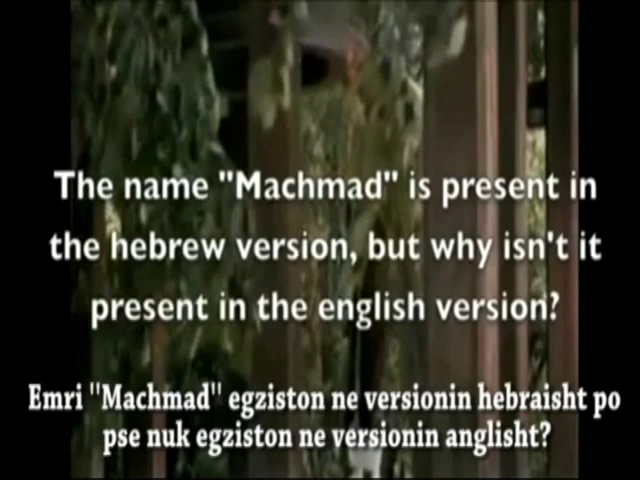 The name "Machmad" is present in
the hebrew version, but why isn't it
present in the english version?
Emri "Machmad" egziston ne versionin hebraisht po
pse nuk egziston ne versionin anglisht?